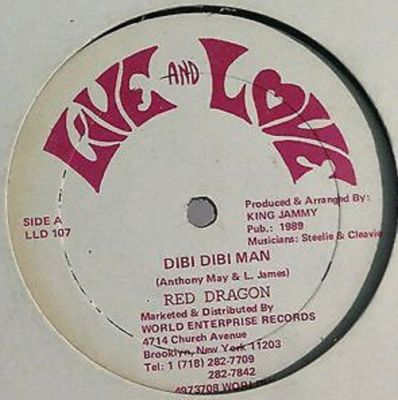 LIVE AND LOVE
SIDE A
LLD 107
Produced & Arranged By:
KING JAMMY
Pub.: 1989
Musicians: Steelie & Clevie
DIBI DIBI MAN
(Anthony May & L. James)
RED DRAGON
Marketed & Distributed By
WORLD ENTERPRISE RECORDS
4714 Church Avenue
Brooklyn, New York 11203
Tel: 1 (718) 282-7709
282-7842
4973708